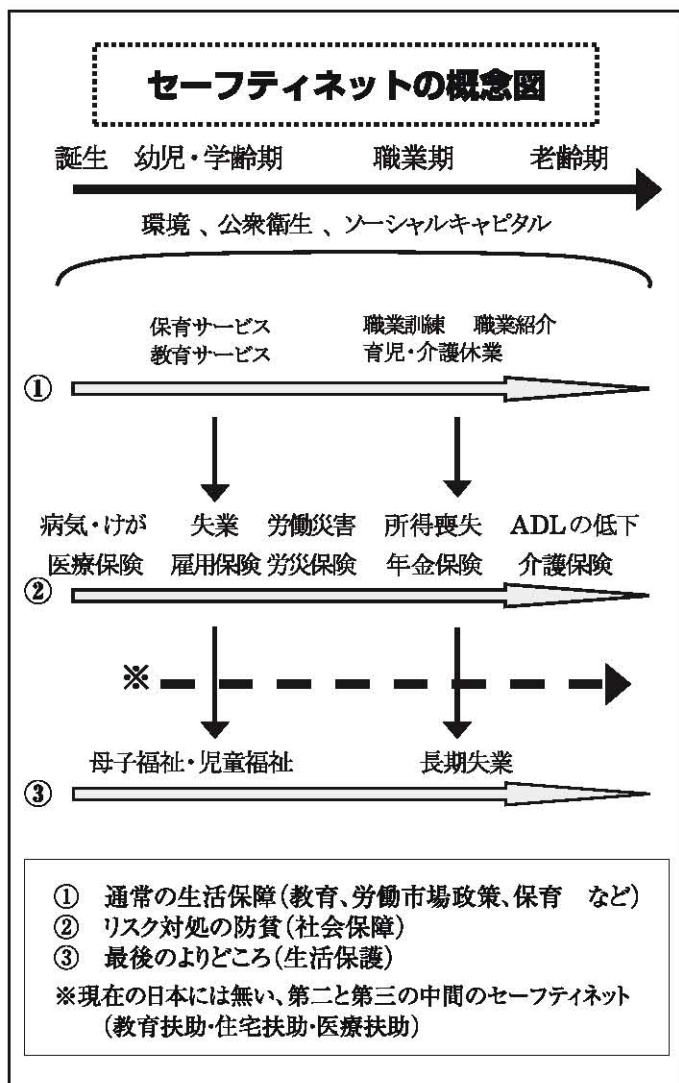 セーフティネットの概念図
誕生 幼児・学齢期 職業期 老齢期
環境 、公衆衛生 、ソーシャルキャピタル
保育サービス 職業訓練 職業紹介
教育サービス 育児・介護休業
①
病気・けが 失業 労働災害 所得喪失 ADLの低下
医療保険 雇用保険 労災保険 年金保険 介護保険
②
※
母子福祉・児童福祉 長期失業
③
① 通常の生活保障(教育、労働市場政策、保育 など)
② リスク対処の防貧(社会保障)
③ 最後のよりどころ(生活保護)
※現在の日本には無い、第二と第三の中間のセーフティネット
(教育扶助・住宅扶助・医療扶助)